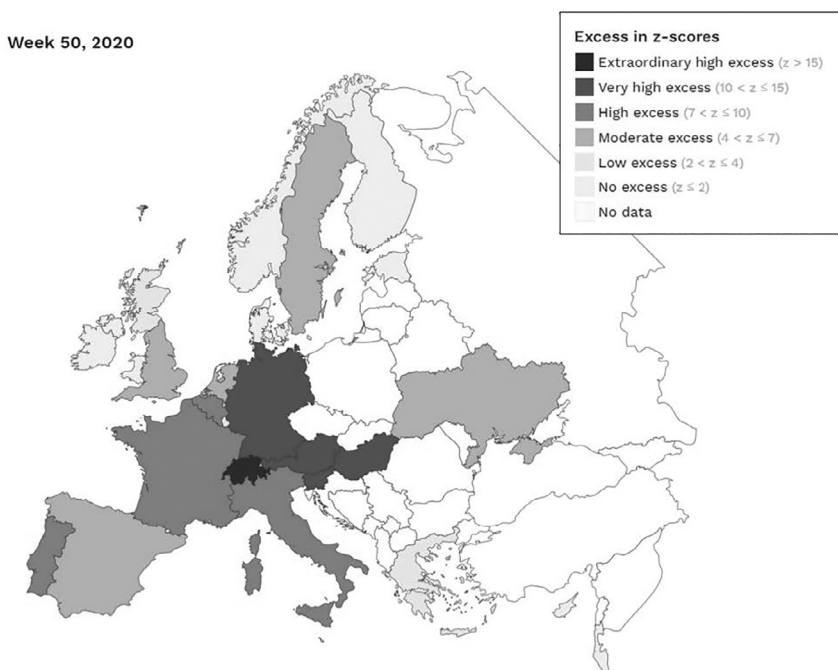 Week 50, 2020
Excess in z-scores
Extraordinary high excess (z > 15)
Very high excess (10 < z ≤ 15)
High excess (7 < z ≤ 10)
Moderate excess (4 < z ≤ 7)
Low excess (2 < z ≤ 4)
No excess (z ≤ 2)
No data